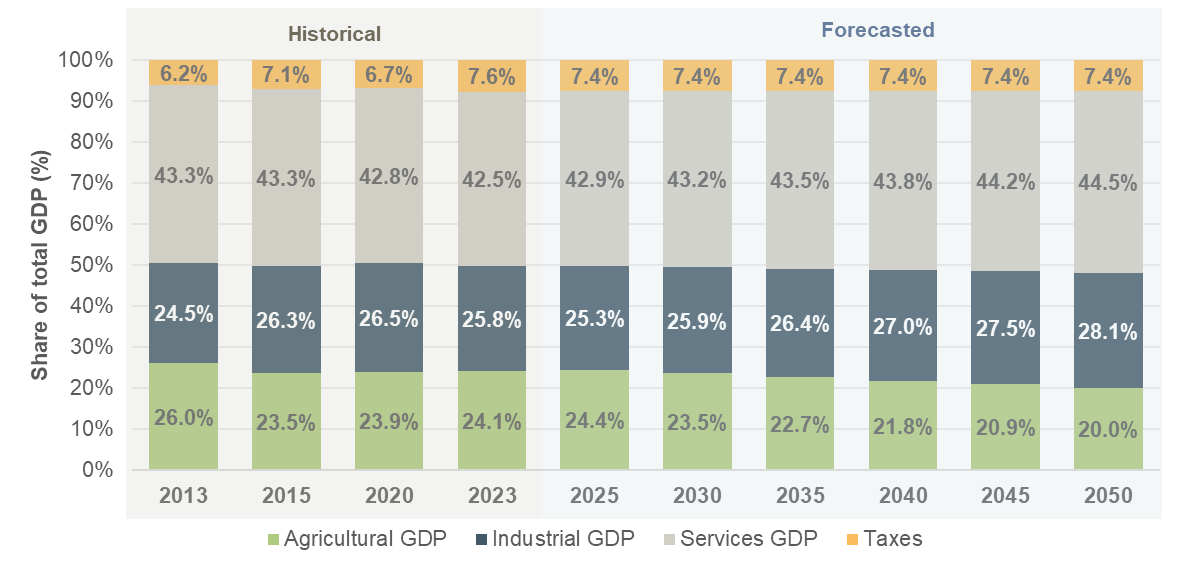 Historical
Forecasted
Share of total GDP (%)
100%
90%
80%
70%
60%
50%
40%
30%
20%
10%
0%
6.2% 7.1% 6.7% 7.6% 7.4% 7.4% 7.4% 7.4% 7.4% 7.4%
43.3% 43.3% 42.8% 42.5% 42.9% 43.2% 43.5% 43.8% 44.2% 44.5%
24.5% 26.3% 26.5% 25.8% 25.3% 25.9% 26.4% 27.0% 27.5% 28.1%
26.0% 23.5% 23.9% 24.1% 24.4% 23.5% 22.7% 21.8% 20.9% 20.0%
2013 2015 2020 2023 2025 2030 2035 2040 2045 2050
Agricultural GDP Industrial GDP Services GDP Taxes